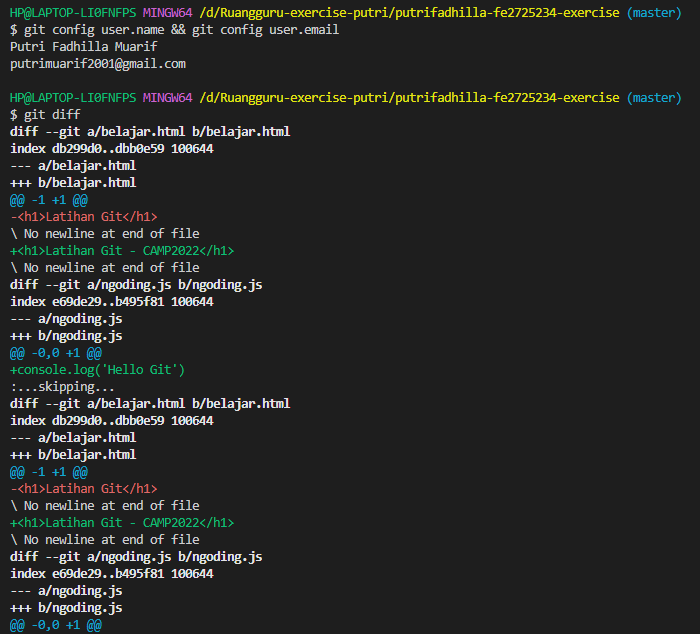 HP@LAPTOP-LI0FNFPS MINGW64 /d/Ruangguru-exercise-putri/putrifadhilla-fe2725234-exercise (master)
$ git config user.name && git config user.email
Putri Fadhilla Muarif
putrimuarif2001@gmail.com
HP@LAPTOP-LI0FNFPS MINGW64 /d/Ruangguru-exercise-putri/putrifadhilla-fe2725234-exercise (master)
$ git diff
diff --git a/belajar.html b/belajar.html
index db299d0..dbb0e59 100644
--- a/belajar.html
+++ b/belajar.html
@@ -1 +1 @@
-<h1>Latihan Git</h1>
\ No newline at end of file
+<h1>Latihan Git - CAMP2022</h1>
\ No newline at end of file
diff --git a/ngoding.js b/ngoding.js
index e69de29..b495f81 100644
--- a/ngoding.js
+++ b/ngoding.js
@@ -0,0 +1 @@
+console.log('Hello Git')
:...skipping...
diff --git a/belajar.html b/belajar.html
index db299d0..dbb0e59 100644
--- a/belajar.html
+++ b/belajar.html
@@ -1 +1 @@
-<h1>Latihan Git</h1>
\ No newline at end of file
+<h1>Latihan Git - CAMP2022</h1>
\ No newline at end of file
diff --git a/ngoding.js b/ngoding.js
index e69de29..b495f81 100644
--- a/ngoding.js
+++ b/ngoding.js
@@ -0,0 +1 @@